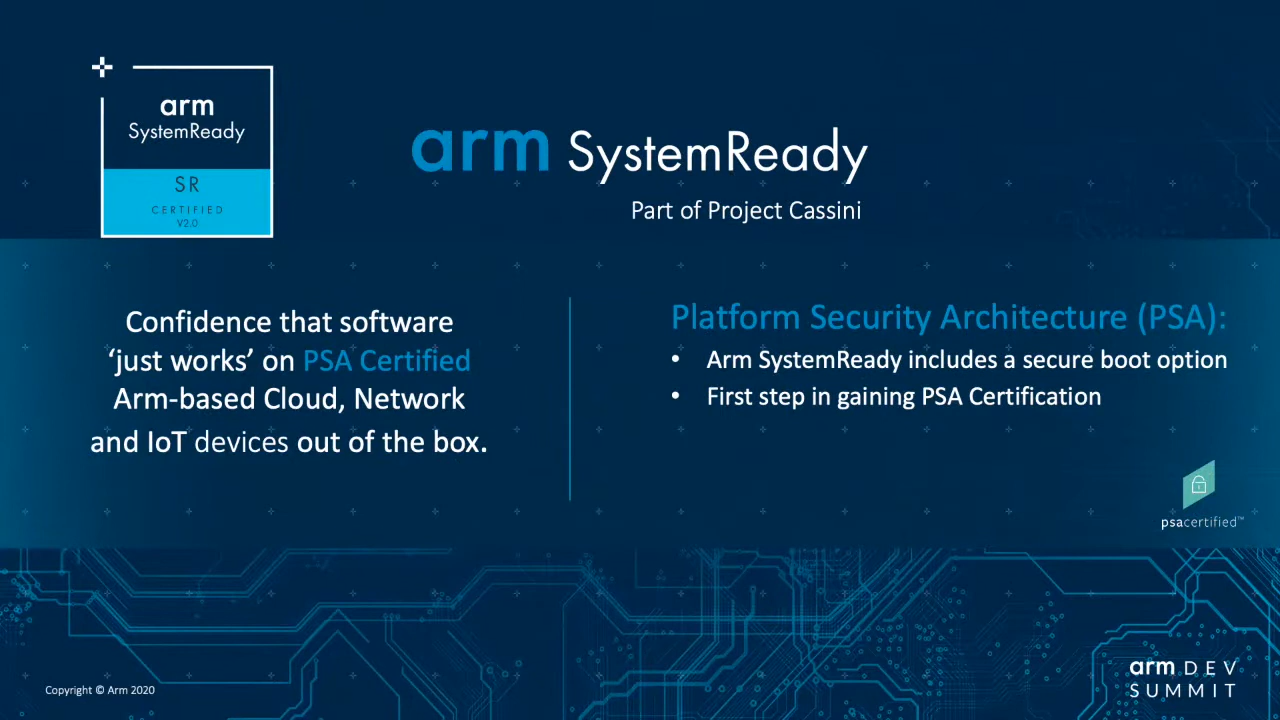 arm
SystemReady
SR
CERTIFIED
V2.0
arm SystemReady
Part of Project Cassini
Confidence that software
‘just works’ on PSA Certified
Arm-based Cloud, Network
and IoT devices out of the box.
Platform Security Architecture (PSA):
• Arm SystemReady includes a secure boot option
• First step in gaining PSA Certification
psacertified™
Copyright © Arm 2020
arm DEV
SUMMIT